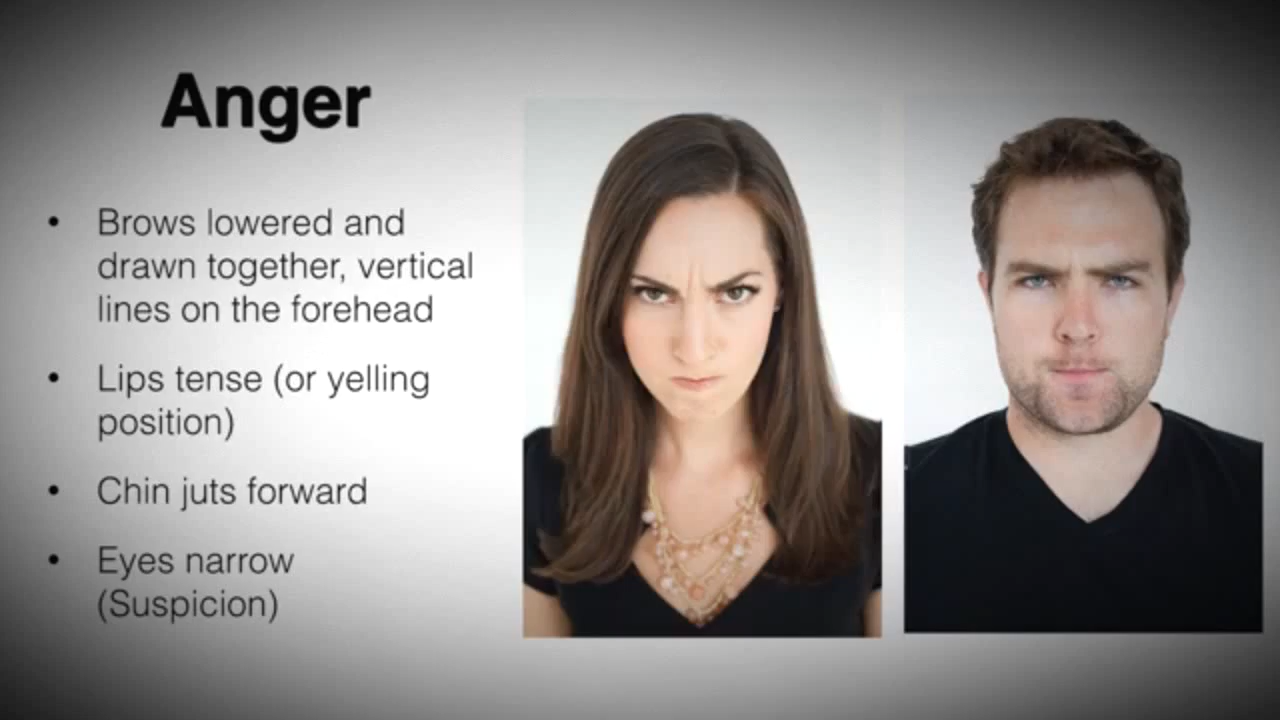 Anger
• Brows lowered and
drawn together, vertical
lines on the forehead
• Lips tense (or yelling
position)
• Chin juts forward
• Eyes narrow
(Suspicion)